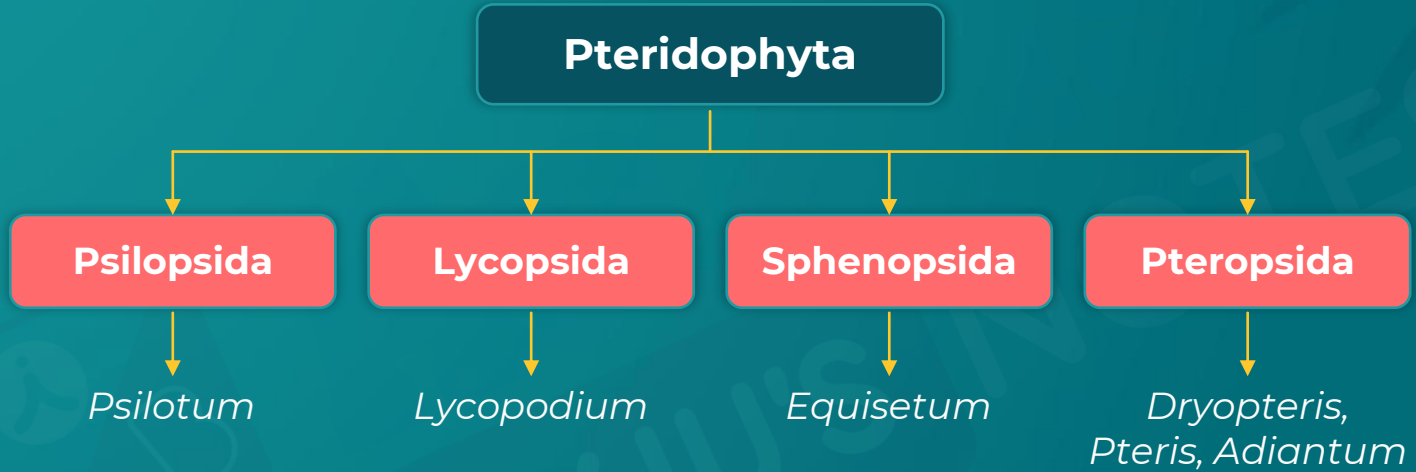 Pteridophyta
Psilopsida
Lycopsida
Sphenopsida
Pteropsida
Psilotum
Lycopodium
Equisetum
Dryopteris,
Pteris, Adiantum